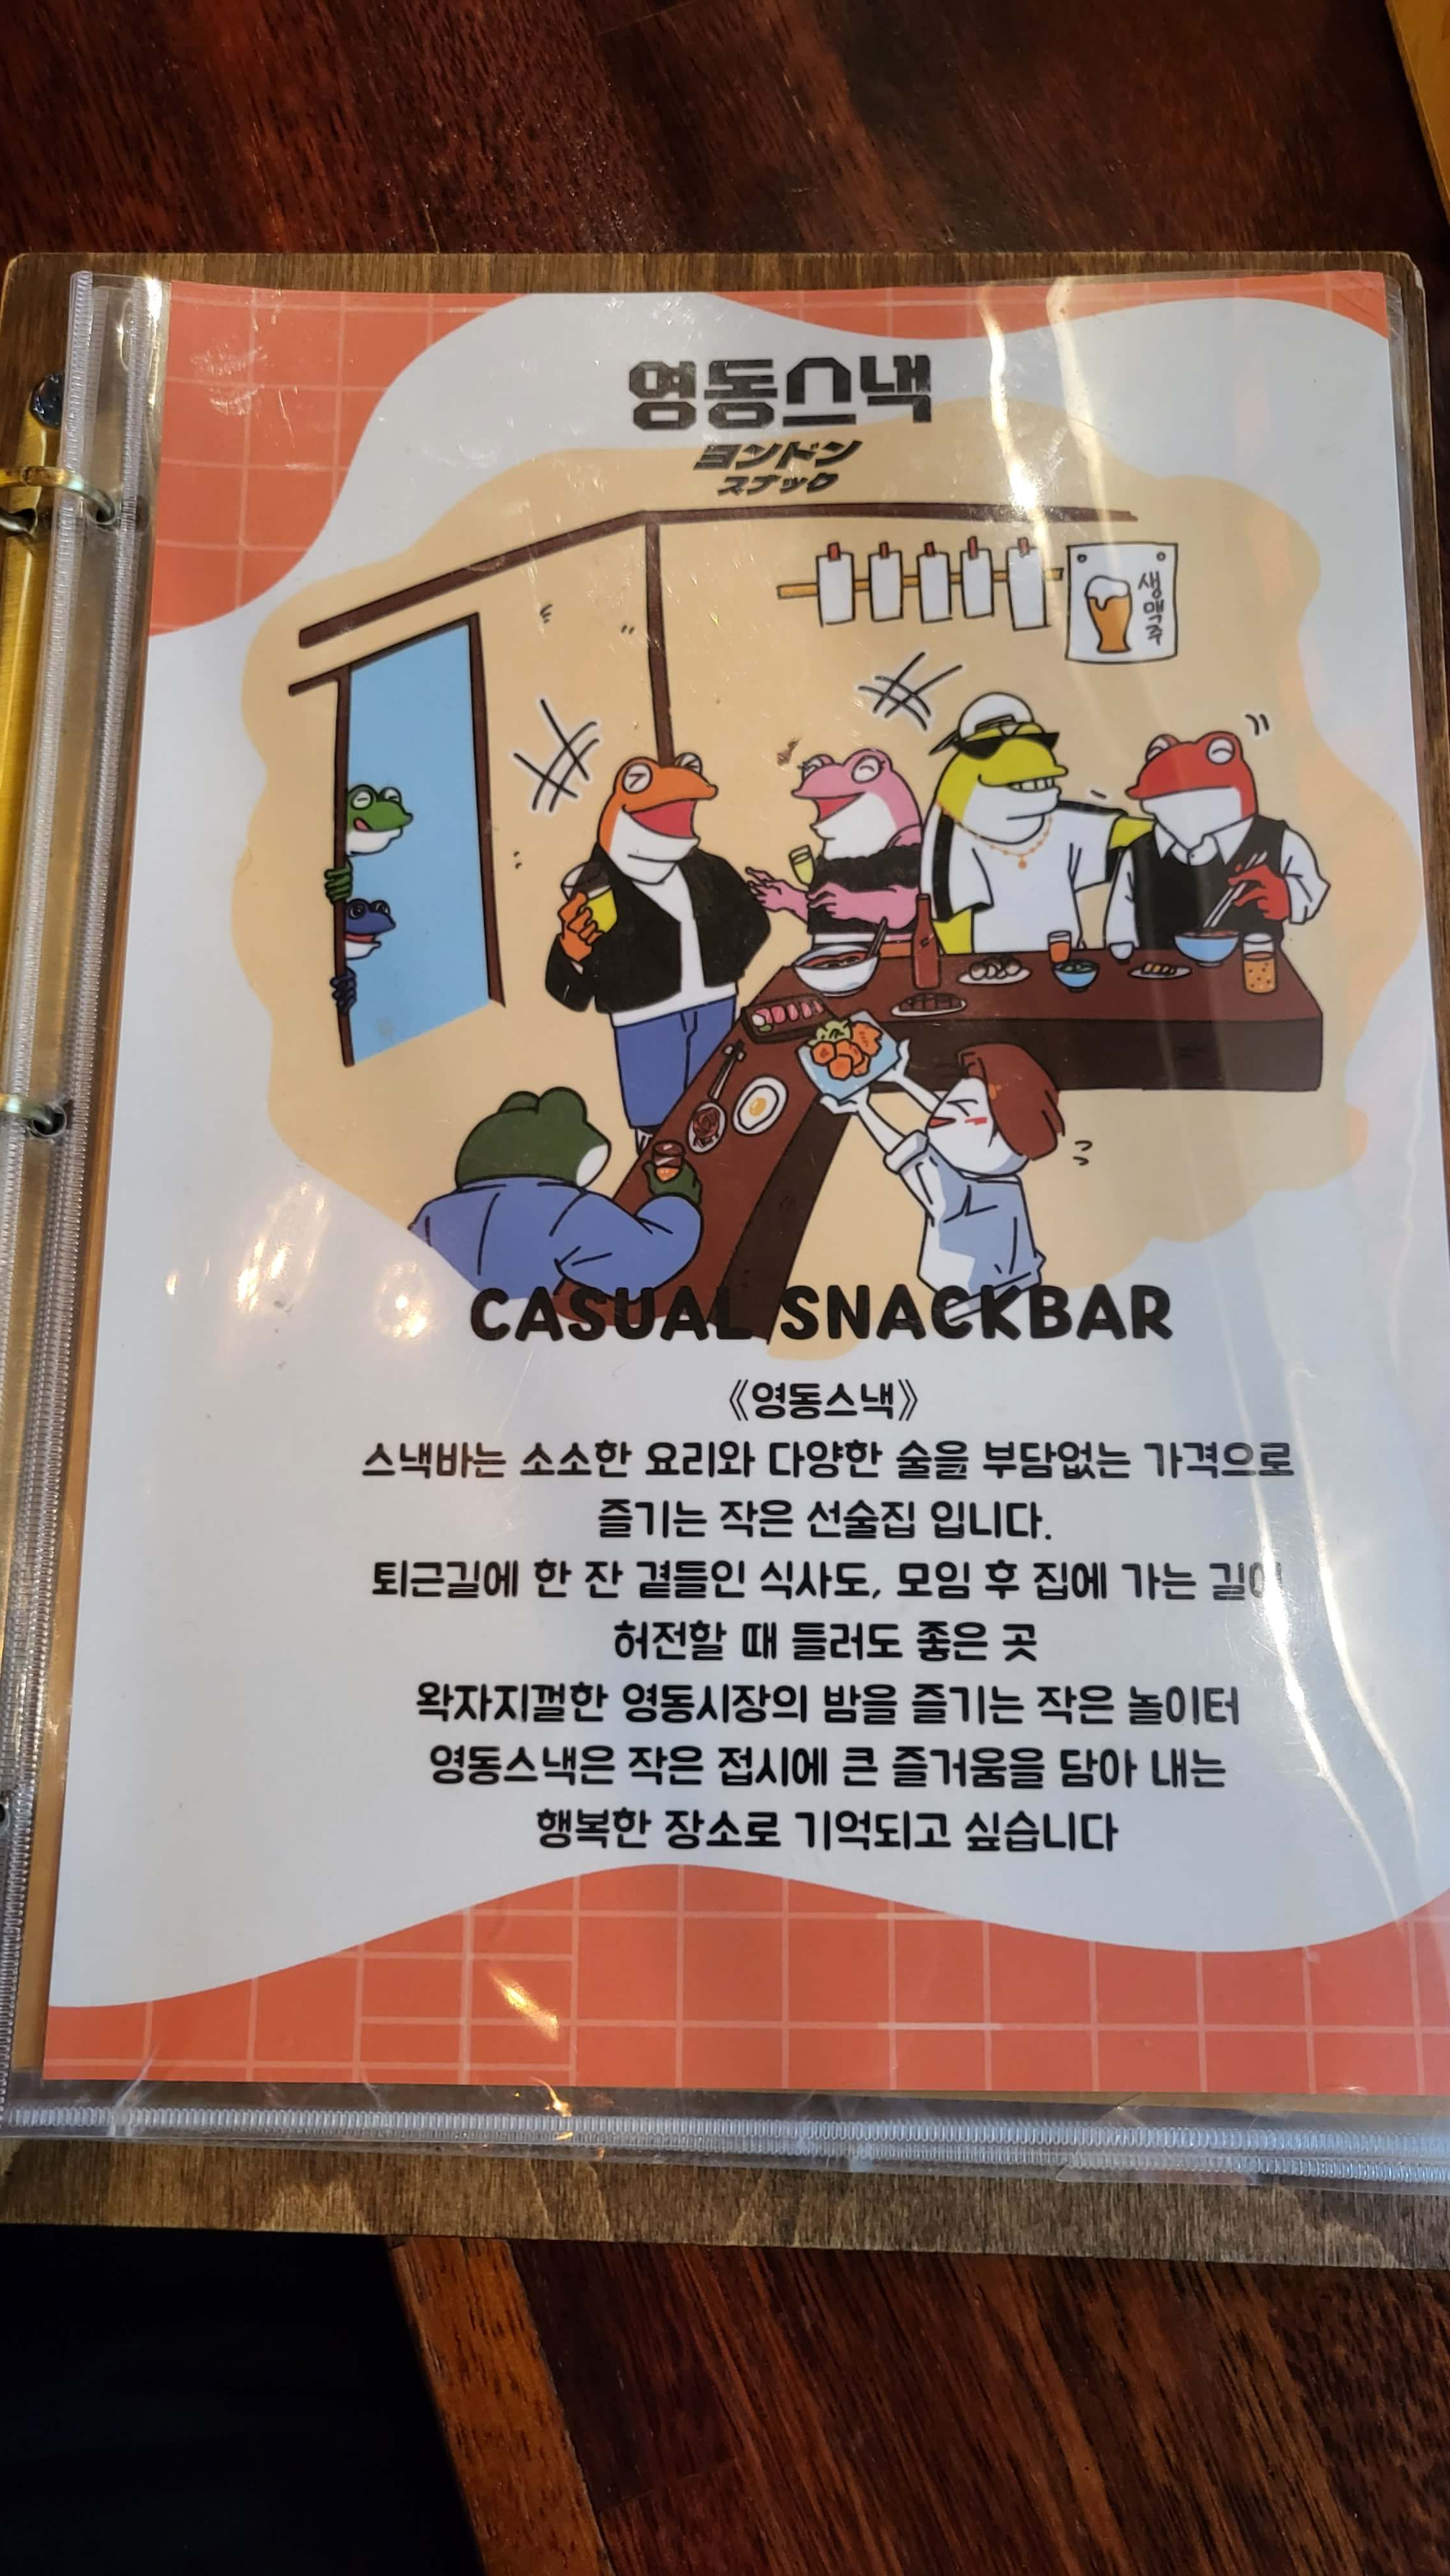 영동스낵
ヨンドン
スナック
생맥주
CASUAL SNACKBAR
《영동스낵》
스낵바는 소소한 요리와 다양한 술을 부담없는 가격으로
즐기는 작은 선술집 입니다.
퇴근길에 한 잔 곁들인 식사도, 모임 후 집에 가는 길이
허전할 때 들러도 좋은 곳
왁자지껄한 영동시장의 밤을 즐기는 작은 놀이터
영동스낵은 작은 접시에 큰 즐거움을 담아 내는
행복한 장소로 기억되고 싶습니다